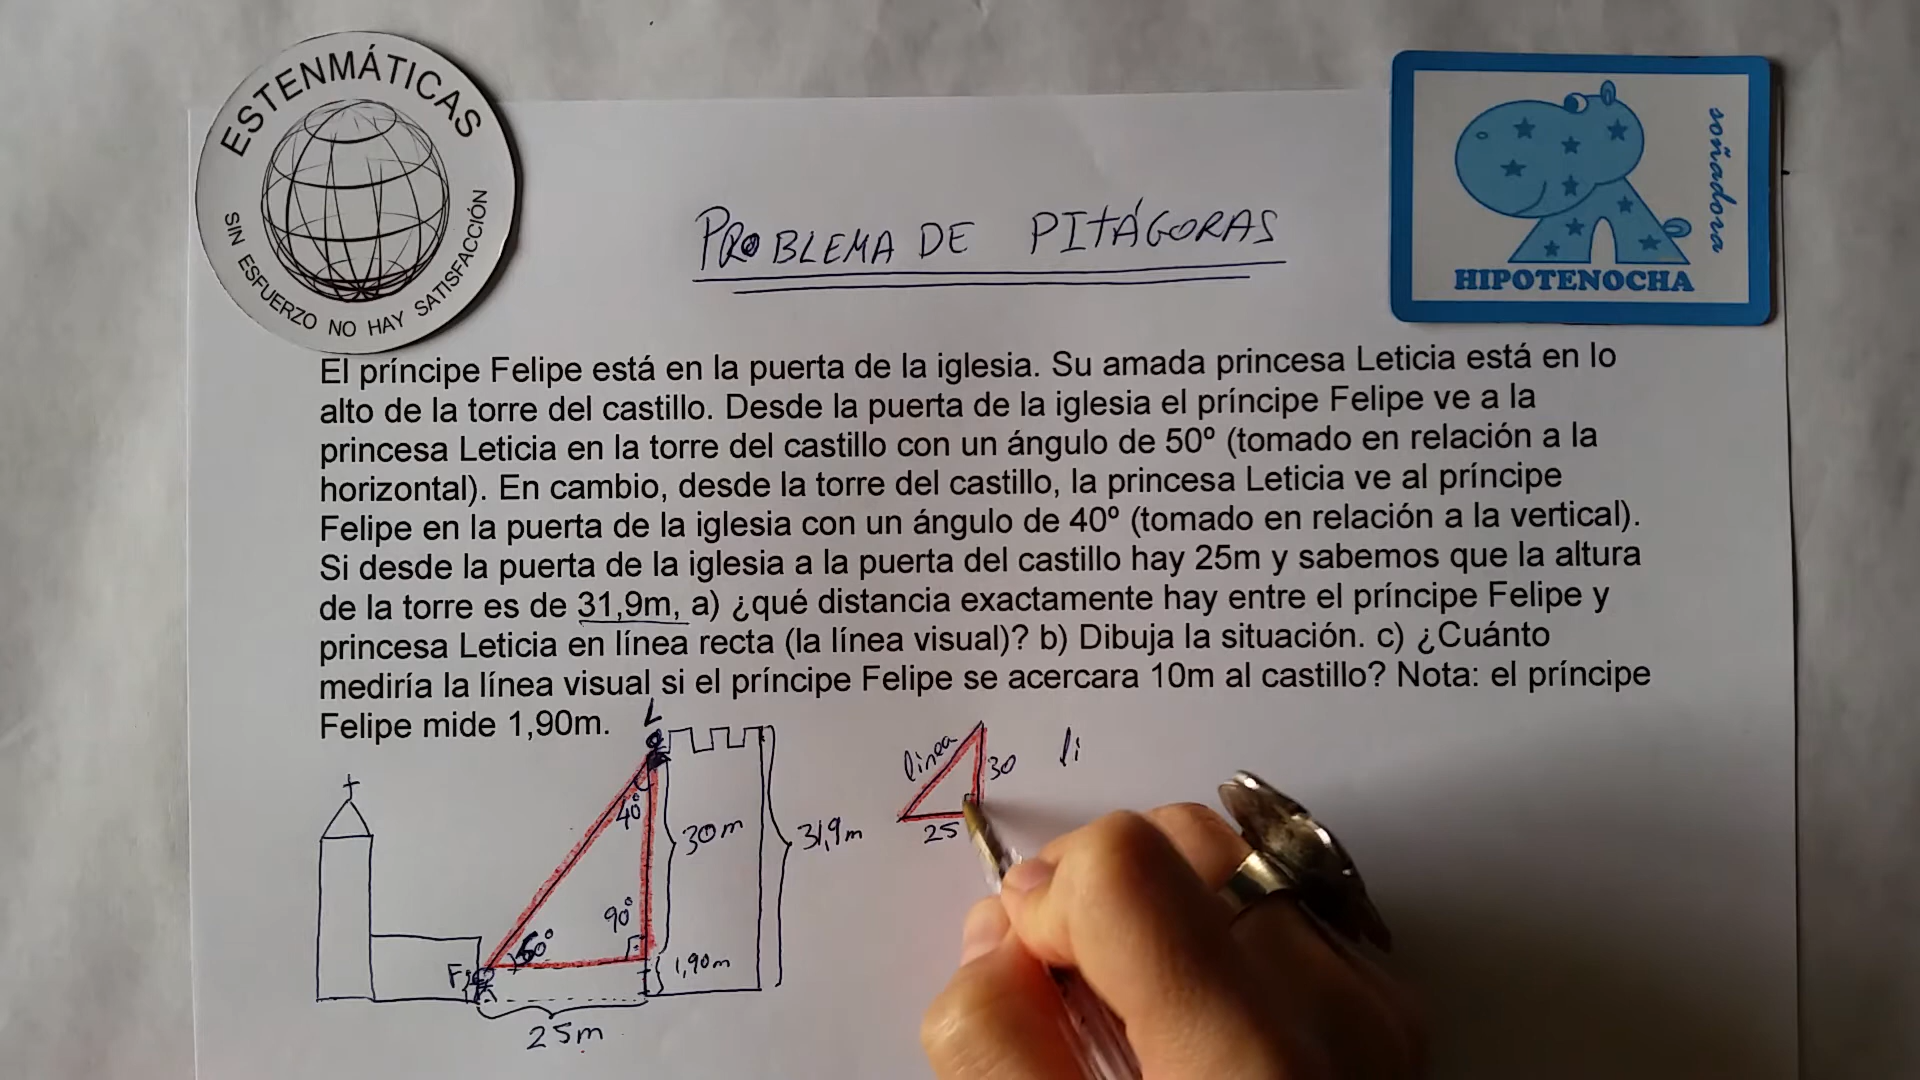 ESTENMÁTICAS
SIN ESFUERZO NO HAY SATISFACCIÓN
soñadora
HIPOTENOCHA
PROBLEMA DE PITÁGORAS
El príncipe Felipe está en la puerta de la iglesia. Su amada princesa Leticia está en lo
alto de la torre del castillo. Desde la puerta de la iglesia el príncipe Felipe ve a la
princesa Leticia en la torre del castillo con un ángulo de 50º (tomado en relación a la
horizontal). En cambio, desde la torre del castillo, la princesa Leticia ve al príncipe
Felipe en la puerta de la iglesia con un ángulo de 40º (tomado en relación a la vertical).
Si desde la puerta de la iglesia a la puerta del castillo hay 25m y sabemos que la altura
de la torre es de 31,9m, a) ¿qué distancia exactamente hay entre el príncipe Felipe y
princesa Leticia en línea recta (la línea visual)? b) Dibuja la situación. c) ¿Cuánto
mediría la línea visual si el príncipe Felipe se acercara 10m al castillo? Nota: el príncipe
Felipe mide 1,90m.
L
40°
30m
31,9m
90°
50°
F
1,90m
25m
linea
30
25
li